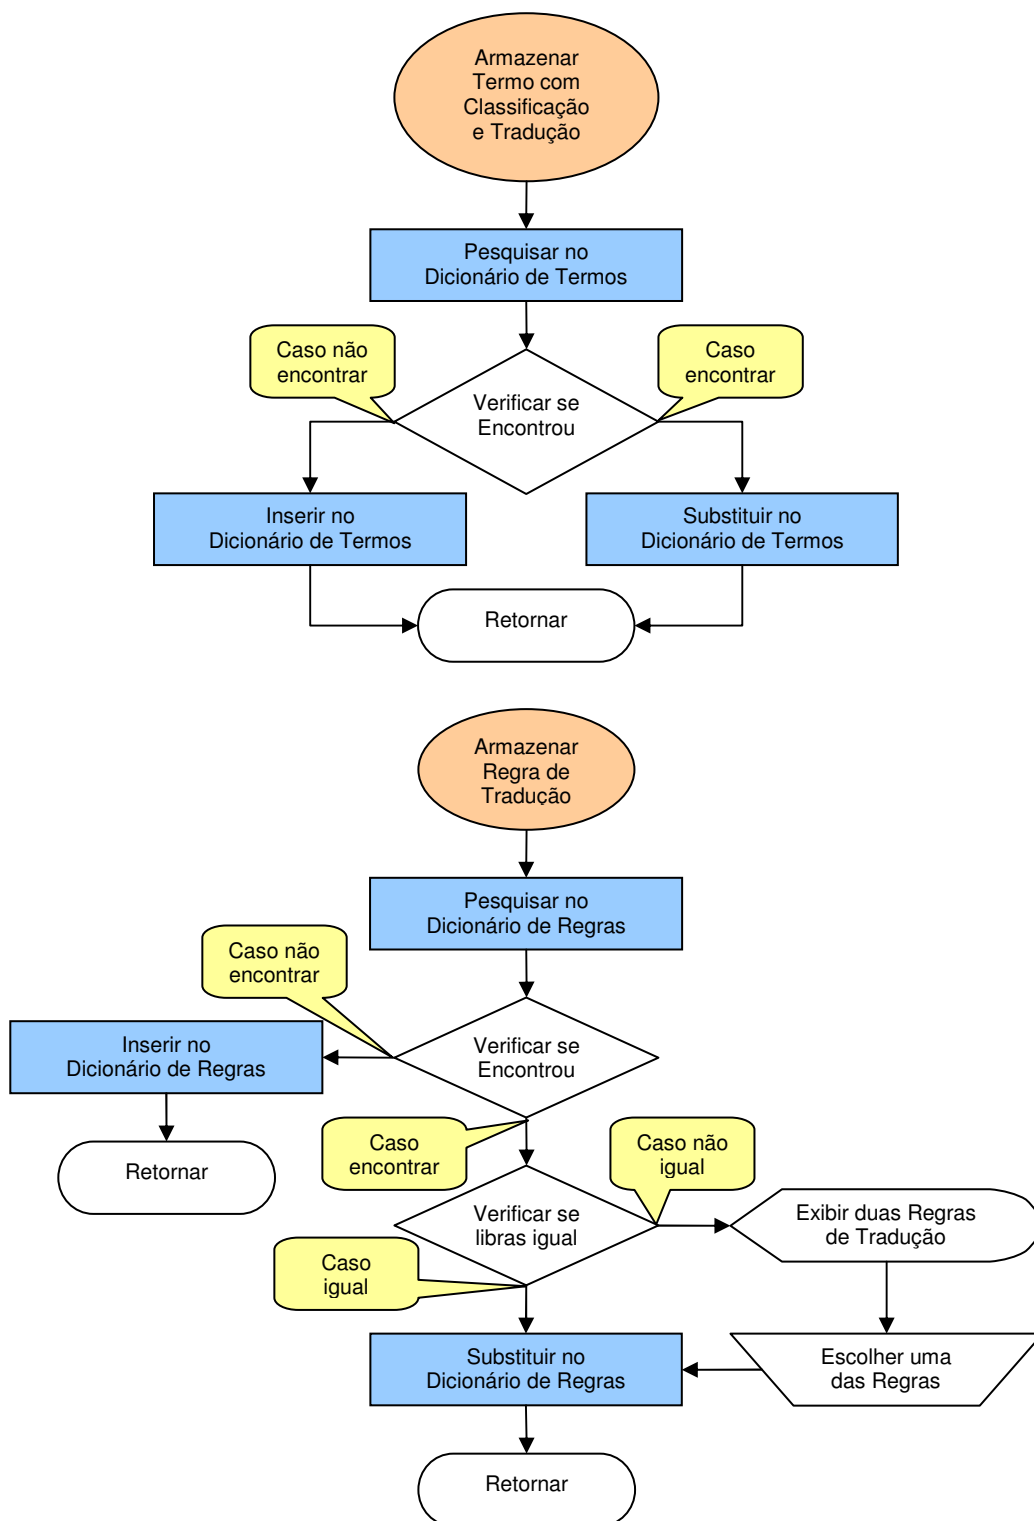 Armazenar
Termo com
Classificação
e Tradução
Pesquisar no
Dicionário de Termos
Caso não
encontrar
Caso
encontrar
Verificar se
Encontrou
Inserir no
Dicionário de Termos
Substituir no
Dicionário de Termos
Retornar
Armazenar
Regra de
Tradução
Pesquisar no
Dicionário de Regras
Caso não
encontrar
Inserir no
Dicionário de Regras
Verificar se
Encontrou
Retornar
Caso
encontrar
Caso não
igual
Verificar se
libras igual
Exibir duas Regras
de Tradução
Caso
igual
Substituir no
Dicionário de Regras
Escolher uma
das Regras
Retornar